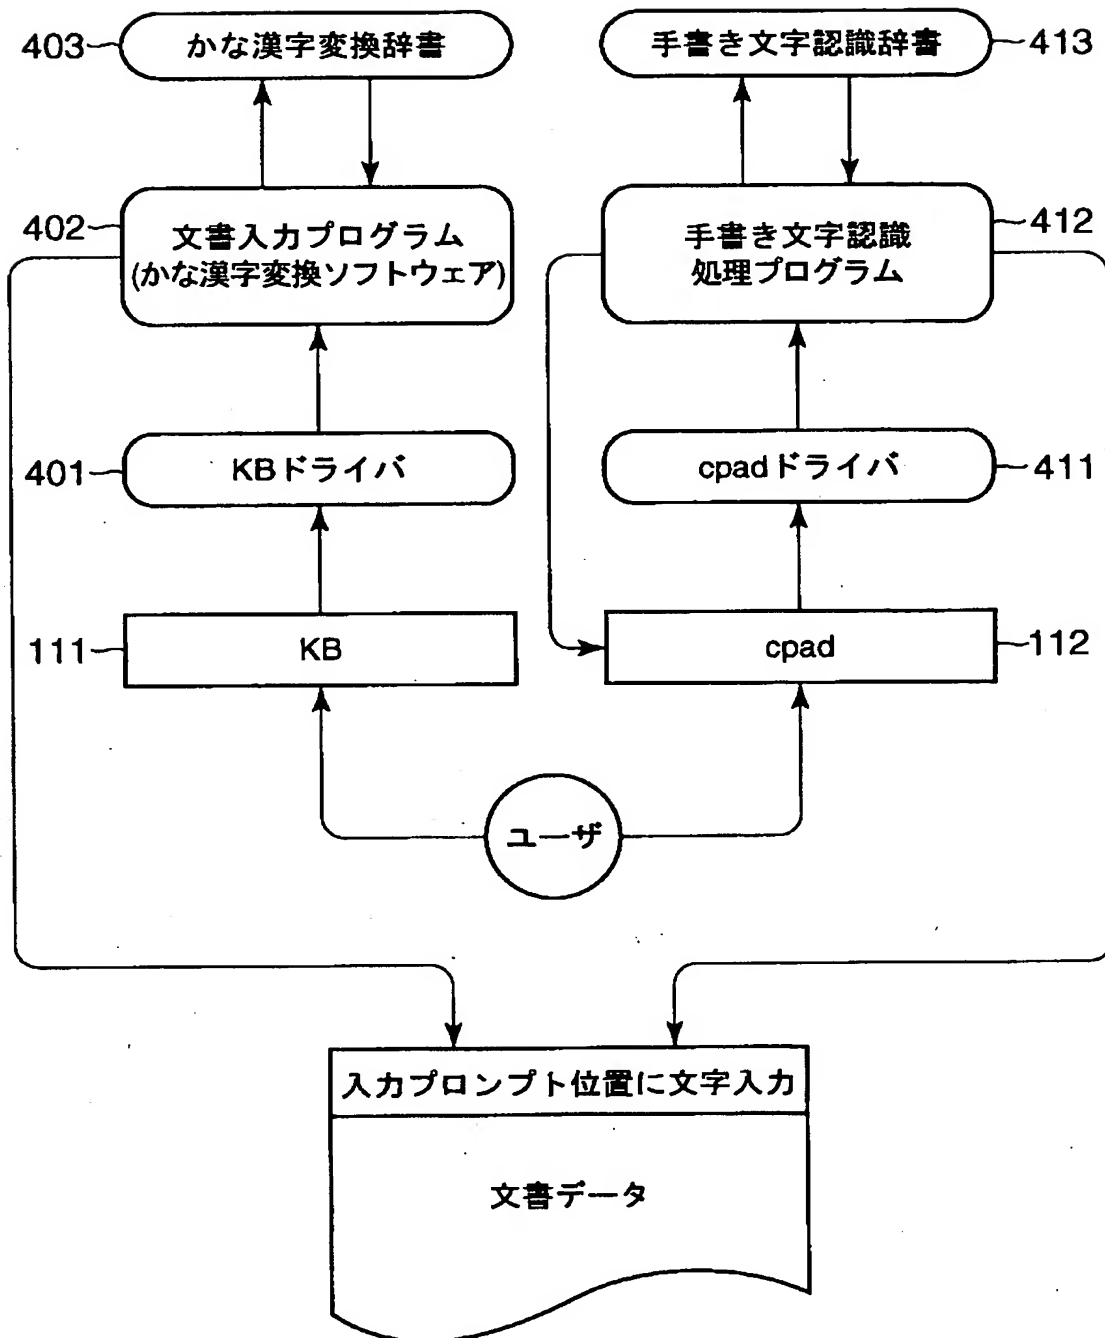 403 かな漢字変換辞書
手書き文字認識辞書 413
402 文書入力プログラム
(かな漢字変換ソフトウェア)
手書き文字認識 412
処理プログラム
401 KBドライバ
cpadドライバ 411
111 KB
cpad 112
ユーザ
入力プロンプト位置に文字入力
文書データ